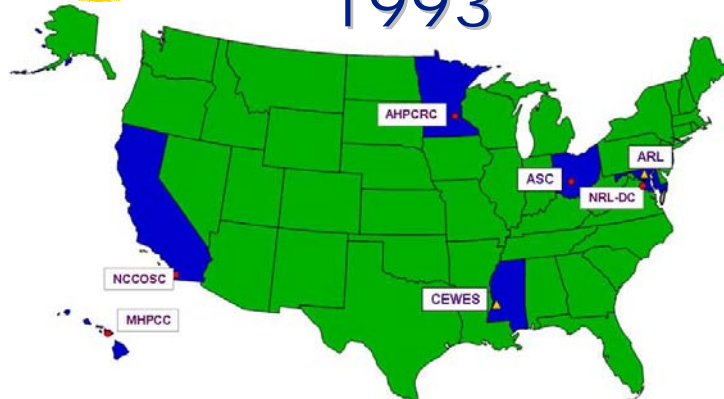 1993
AHPCRC
ARL
ASC
NRL-DC
NCCOSC
CEWES
MHPCC